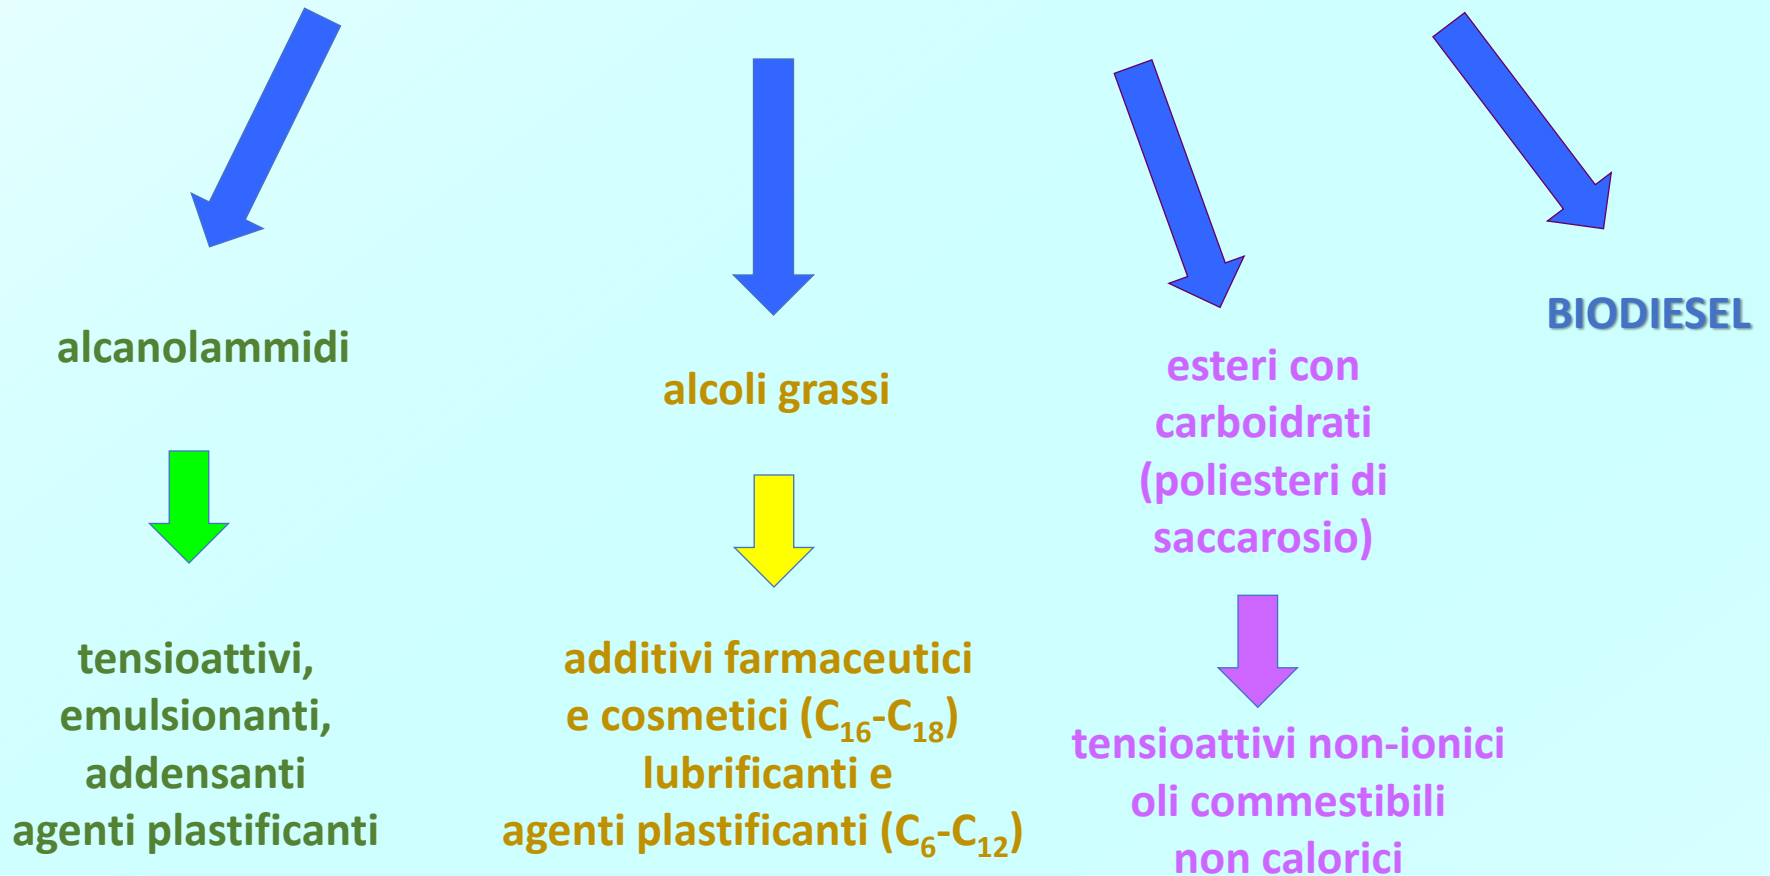 alcanolammidi
tensioattivi,
emulsionanti,
addensanti
agenti plastificanti
alcoli grassi
additivi farmaceutici
e cosmetici (C₁₆-C₁₈)
lubrificanti e
agenti plastificanti (C₆-C₁₂)
esteri con
carboidrati
(poliesteri di
saccarosio)
tensioattivi non-ionici
oli commestibili
non calorici
BIODIESEL